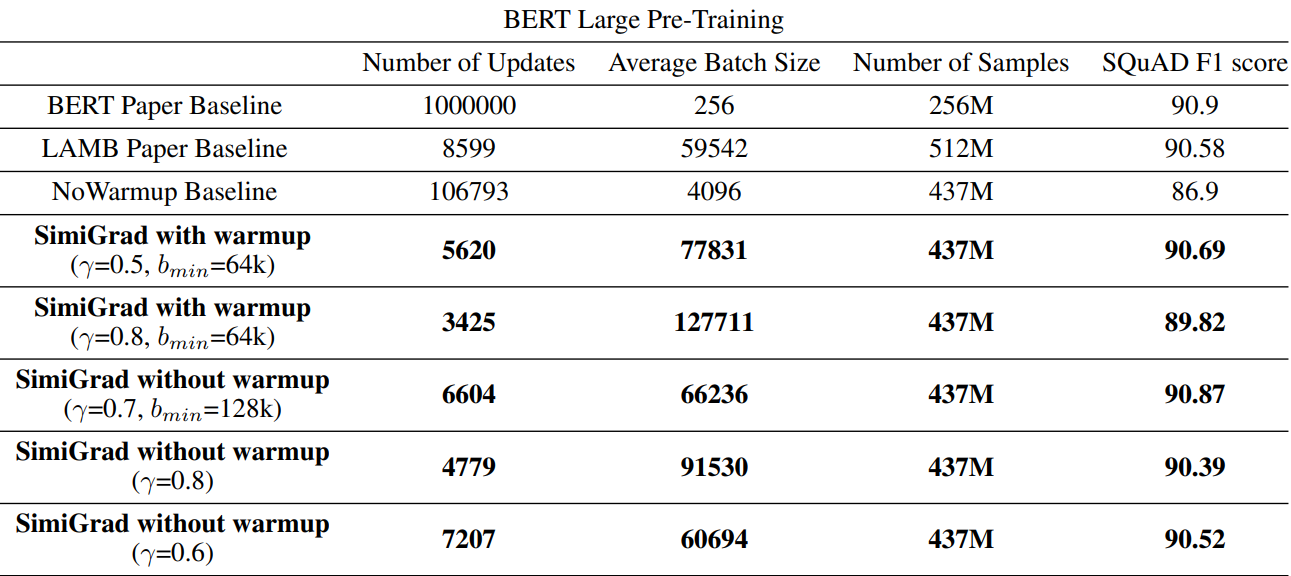 BERT Large Pre-Training
Number of Updates Average Batch Size Number of Samples SQuAD F1 score
BERT Paper Baseline 1000000 256 256M 90.9
LAMB Paper Baseline 8599 59542 512M 90.58
NoWarmup Baseline 106793 4096 437M 86.9
SimiGrad with warmup
(γ=0.5, b_min=64k) 5620 77831 437M 90.69
SimiGrad with warmup
(γ=0.8, b_min=64k) 3425 127711 437M 89.82
SimiGrad without warmup
(γ=0.7, b_min=128k) 6604 66236 437M 90.87
SimiGrad without warmup
(γ=0.8) 4779 91530 437M 90.39
SimiGrad without warmup
(γ=0.6) 7207 60694 437M 90.52